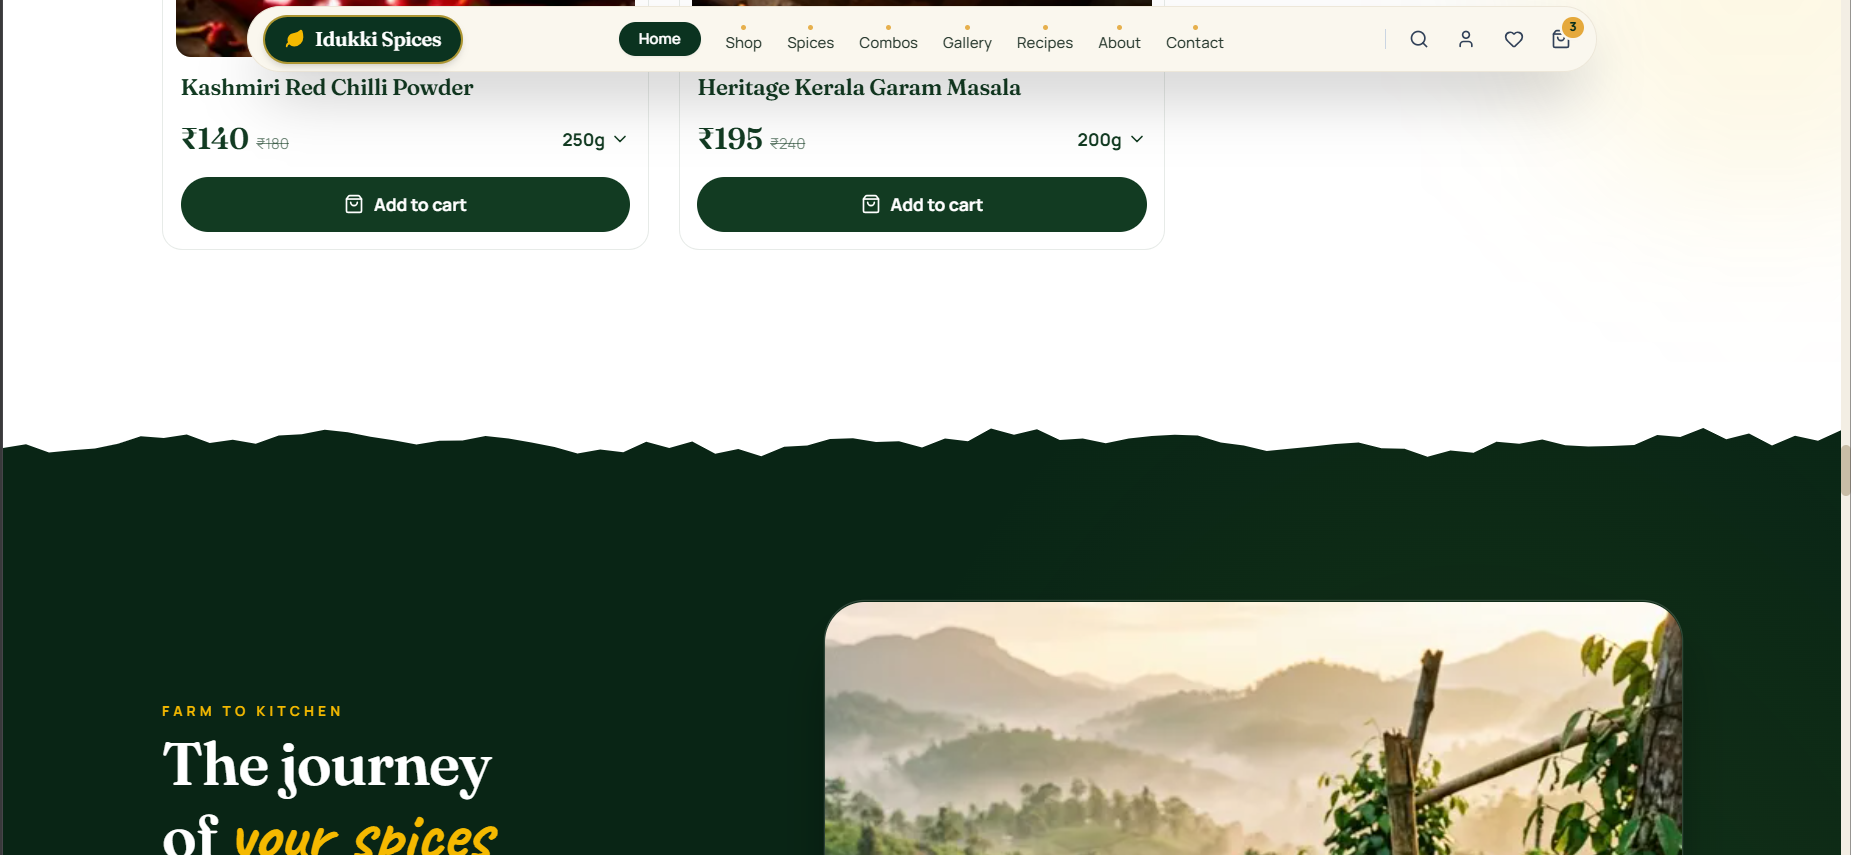 Idukki Spices
Home Shop Spices Combos Gallery Recipes About Contact
3
Kashmiri Red Chilli Powder
₹140 ₹180 250g
Add to cart
Heritage Kerala Garam Masala
₹195 ₹240 200g
Add to cart
FARM TO KITCHEN
The journey
of your spices